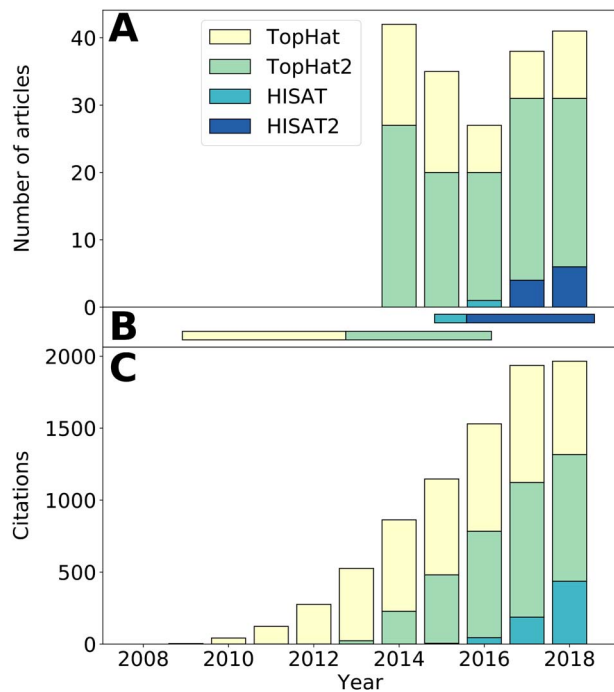 A
TopHat
TopHat2
HISAT
HISAT2
Number of articles
40
30
20
10
0
B
C
2000
1500
1000
500
0
Citations
2008 2010 2012 2014 2016 2018
Year